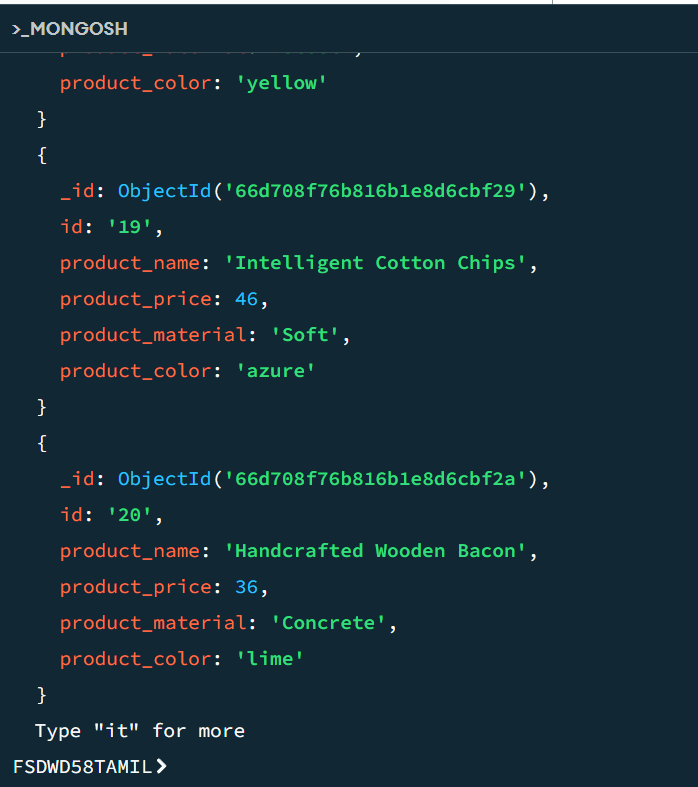 >_MONGOSH
product_color: 'yellow'
}
{
_id: ObjectId('66d708f76b816b1e8d6cbf29'),
id: '19',
product_name: 'Intelligent Cotton Chips',
product_price: 46,
product_material: 'Soft',
product_color: 'azure'
}
{
_id: ObjectId('66d708f76b816b1e8d6cbf2a'),
id: '20',
product_name: 'Handcrafted Wooden Bacon',
product_price: 36,
product_material: 'Concrete',
product_color: 'lime'
}
Type "it" for more
FSDWD58TAMIL>